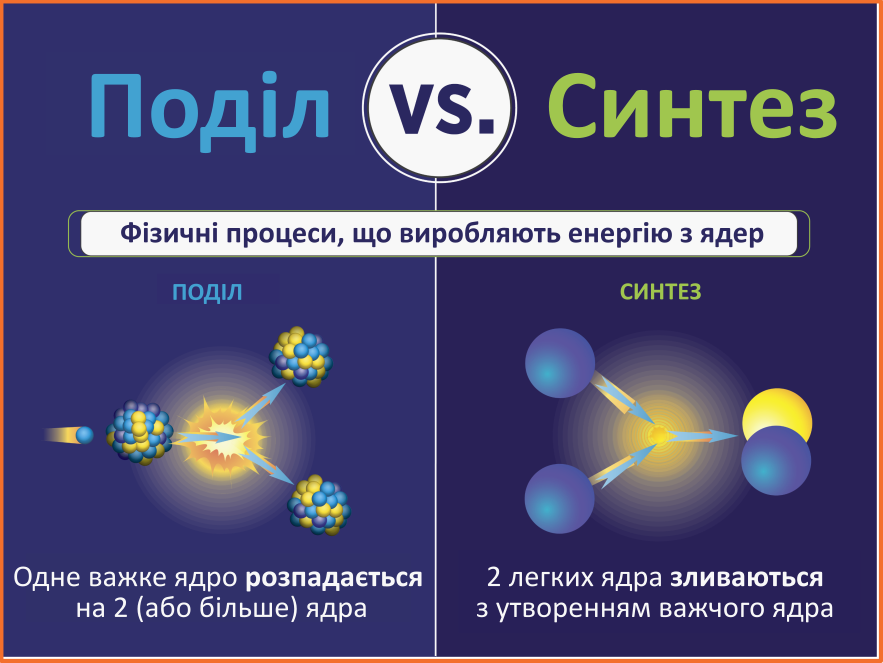 Поділ
VS.
Синтез
Фізичні процеси, що виробляють енергію з ядер
ПОДІЛ
СИНТЕЗ
Одне важке ядро розпадається
на 2 (або більше) ядра
2 легких ядра зливаються
з утворенням важчого ядра